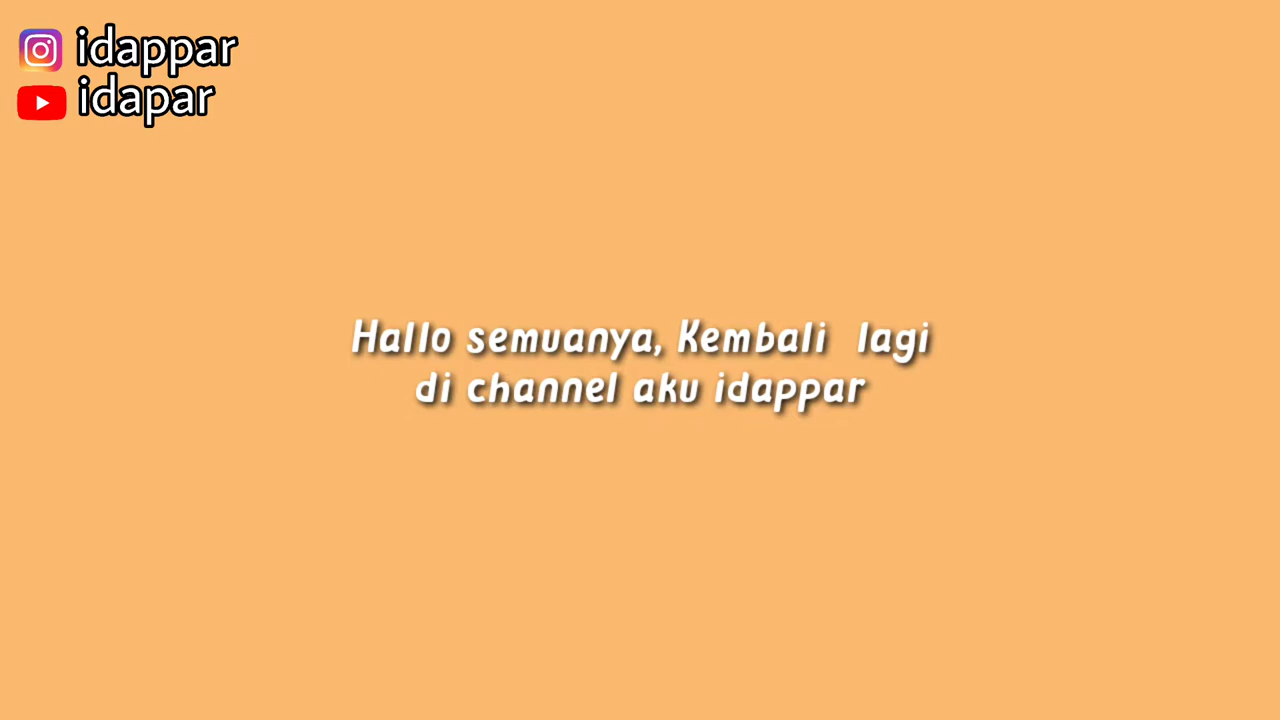 idappar
idapar
Hallo semuanya, Kembali lagi
di channel aku idappar